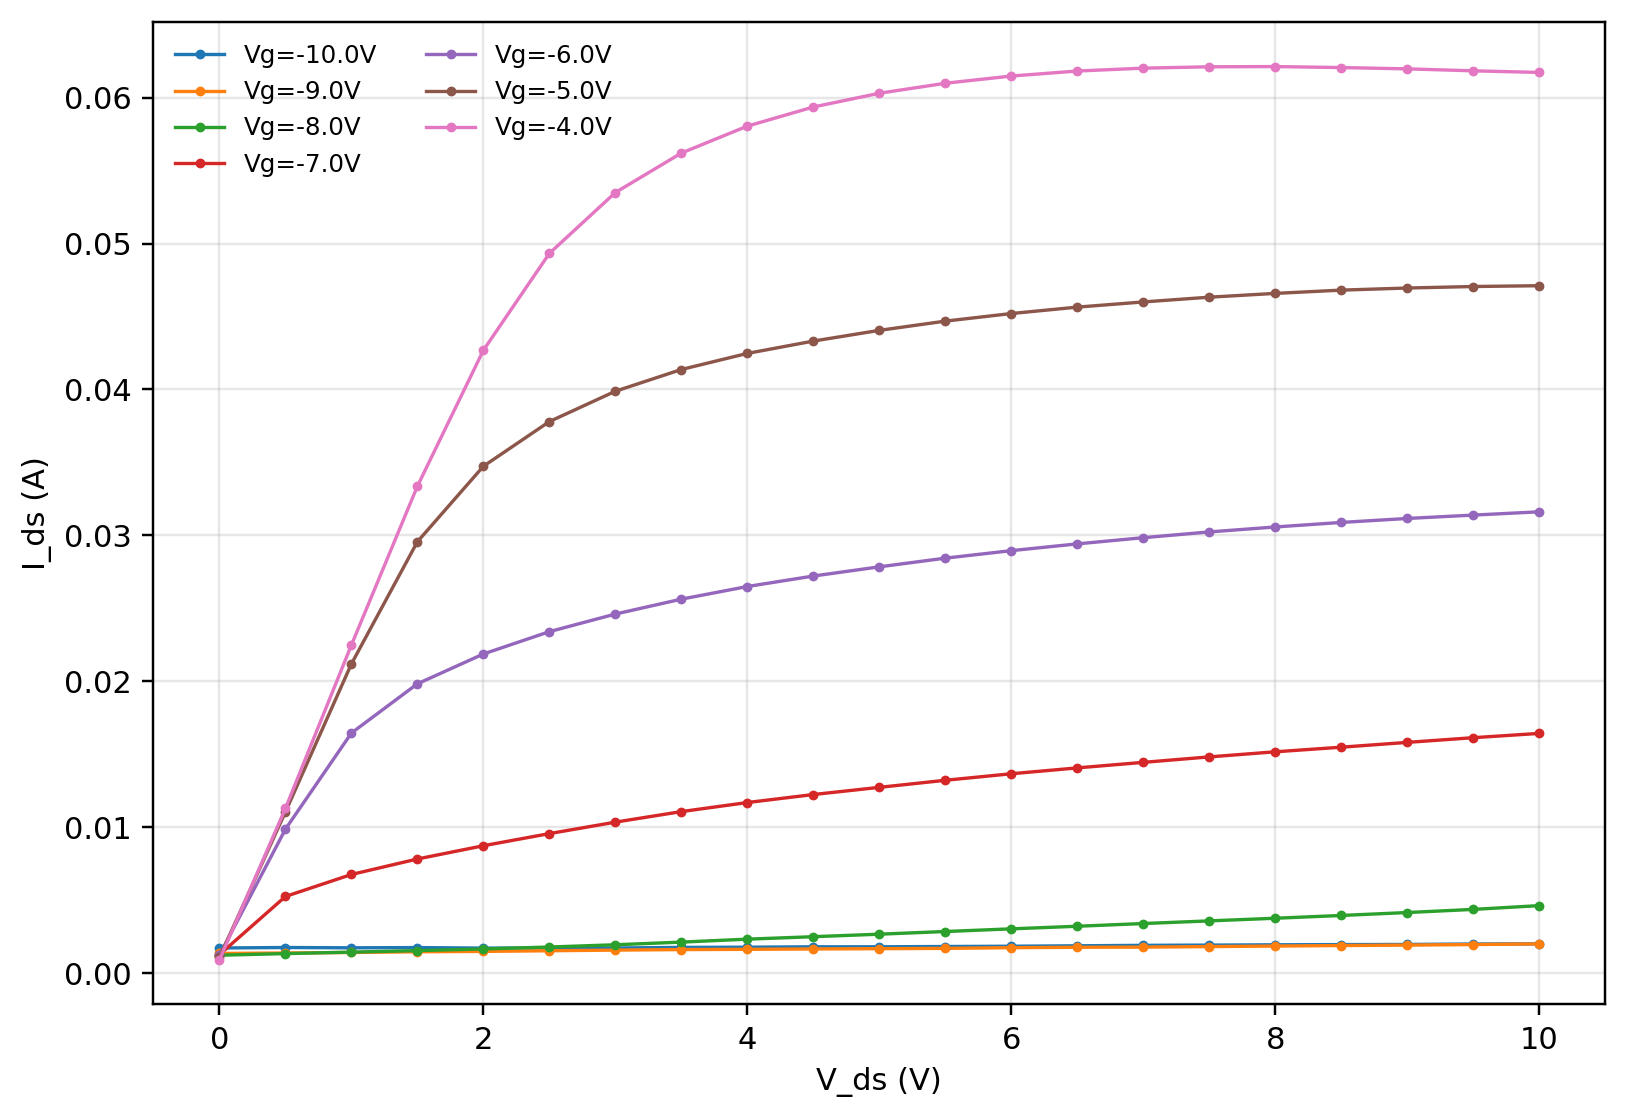 Vg=-10.0V
Vg=-9.0V
Vg=-8.0V
Vg=-7.0V
Vg=-6.0V
Vg=-5.0V
Vg=-4.0V
0.06
0.05
0.04
0.03
0.02
0.01
0.00
I_ds (A)
0 2 4 6 8 10
V_ds (V)